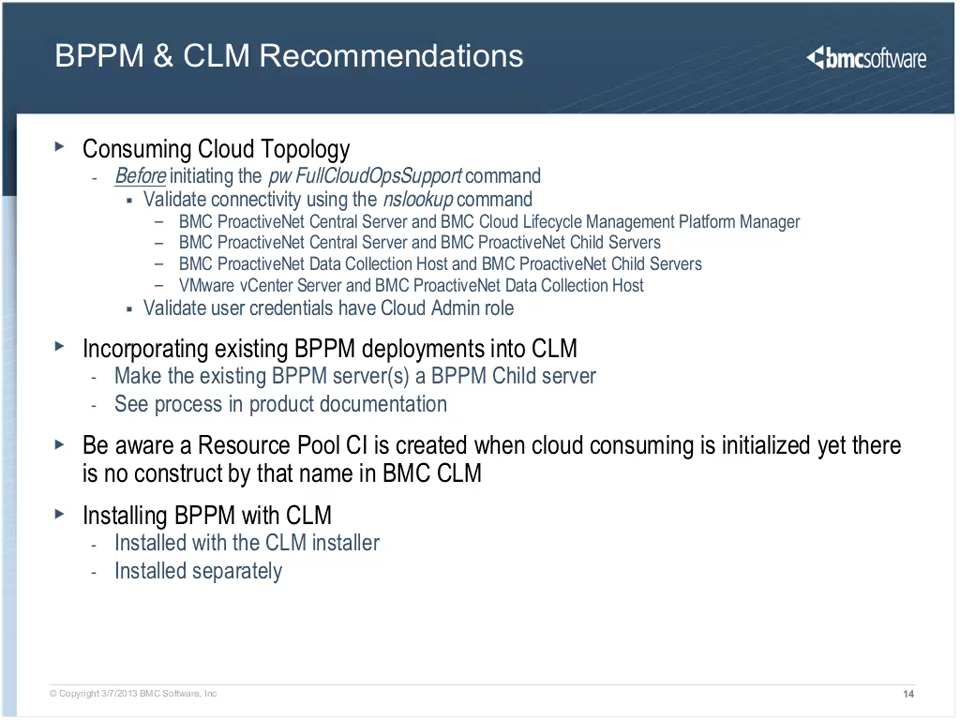 BPPM & CLM Recommendations
bmcsoftware
Consuming Cloud Topology
- Before initiating the pw FullCloudOpsSupport command
▪ Validate connectivity using the nslookup command
– BMC ProactiveNet Central Server and BMC Cloud Lifecycle Management Platform Manager
– BMC ProactiveNet Central Server and BMC ProactiveNet Child Servers
– BMC ProactiveNet Data Collection Host and BMC ProactiveNet Child Servers
– VMware vCenter Server and BMC ProactiveNet Data Collection Host
▪ Validate user credentials have Cloud Admin role
Incorporating existing BPPM deployments into CLM
- Make the existing BPPM server(s) a BPPM Child server
- See process in product documentation
Be aware a Resource Pool CI is created when cloud consuming is initialized yet there
is no construct by that name in BMC CLM
Installing BPPM with CLM
- Installed with the CLM installer
- Installed separately
© Copyright 3/7/2013 BMC Software, Inc
14